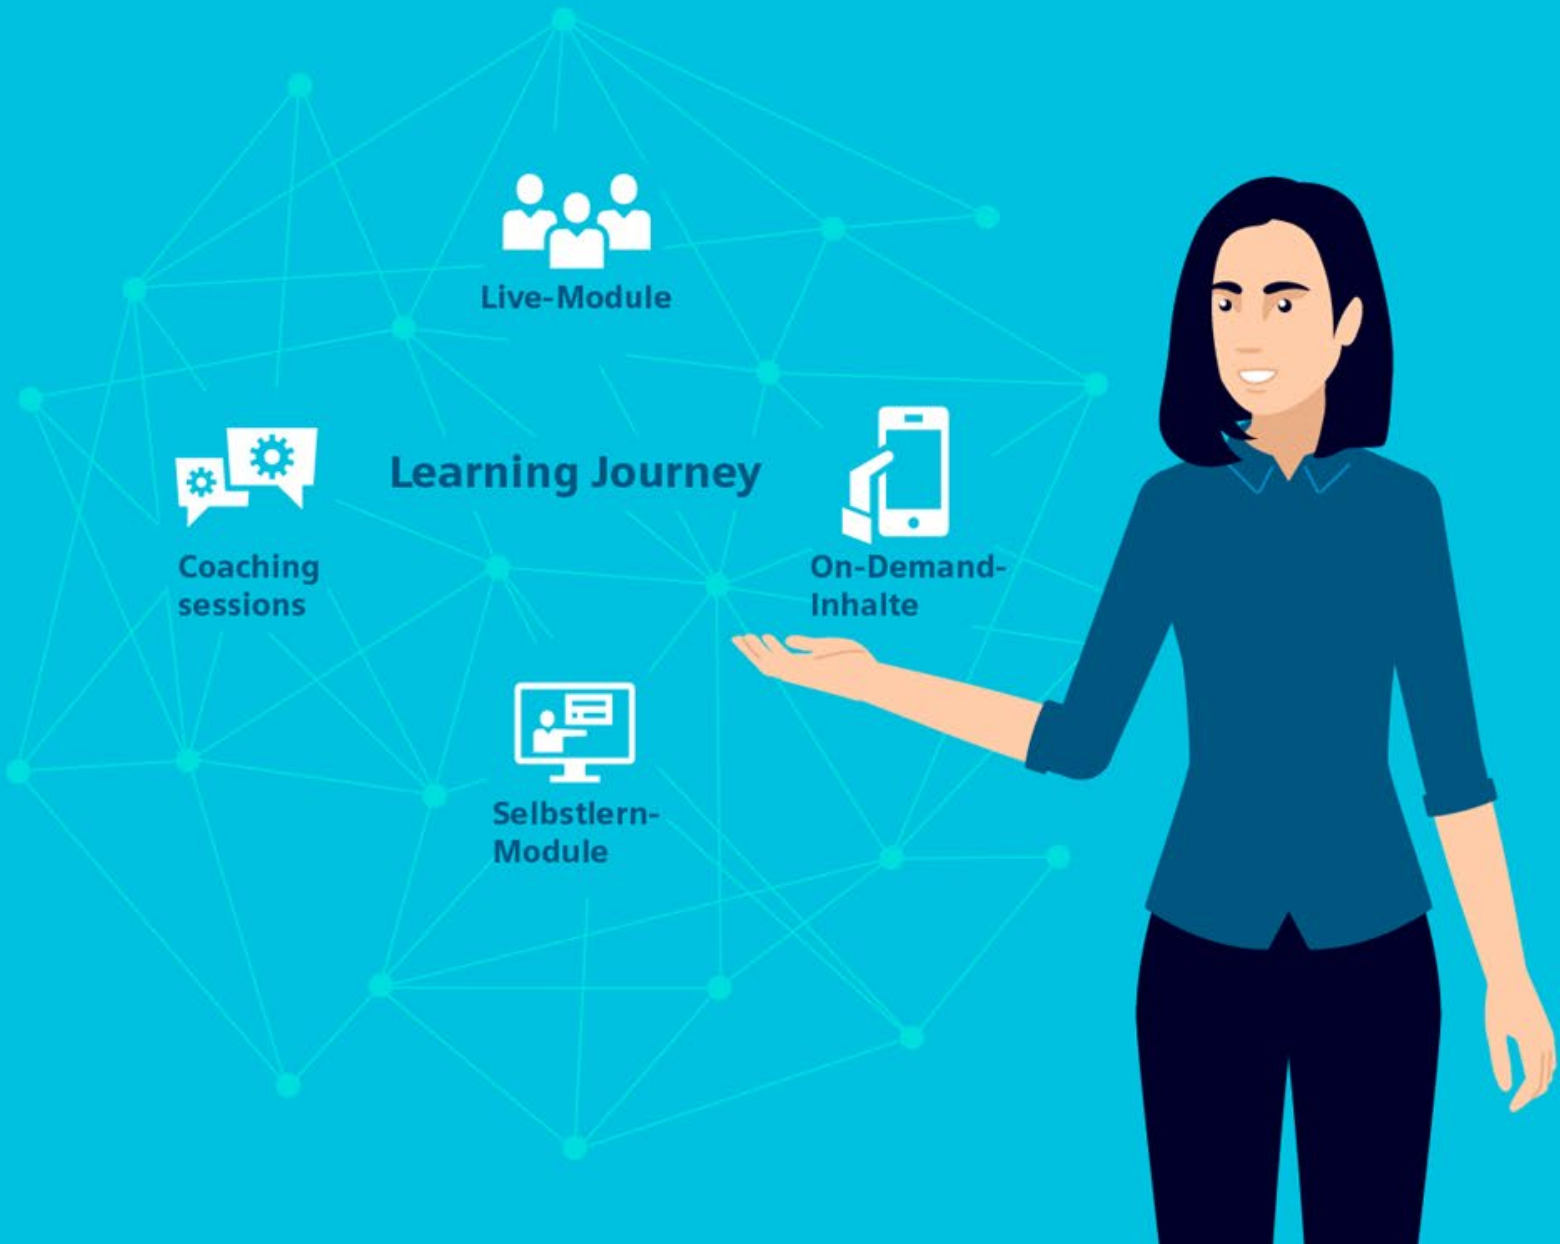 Live-Module
Learning Journey
Coaching
sessions
On-Demand-
Inhalte
Selbstlern-
Module